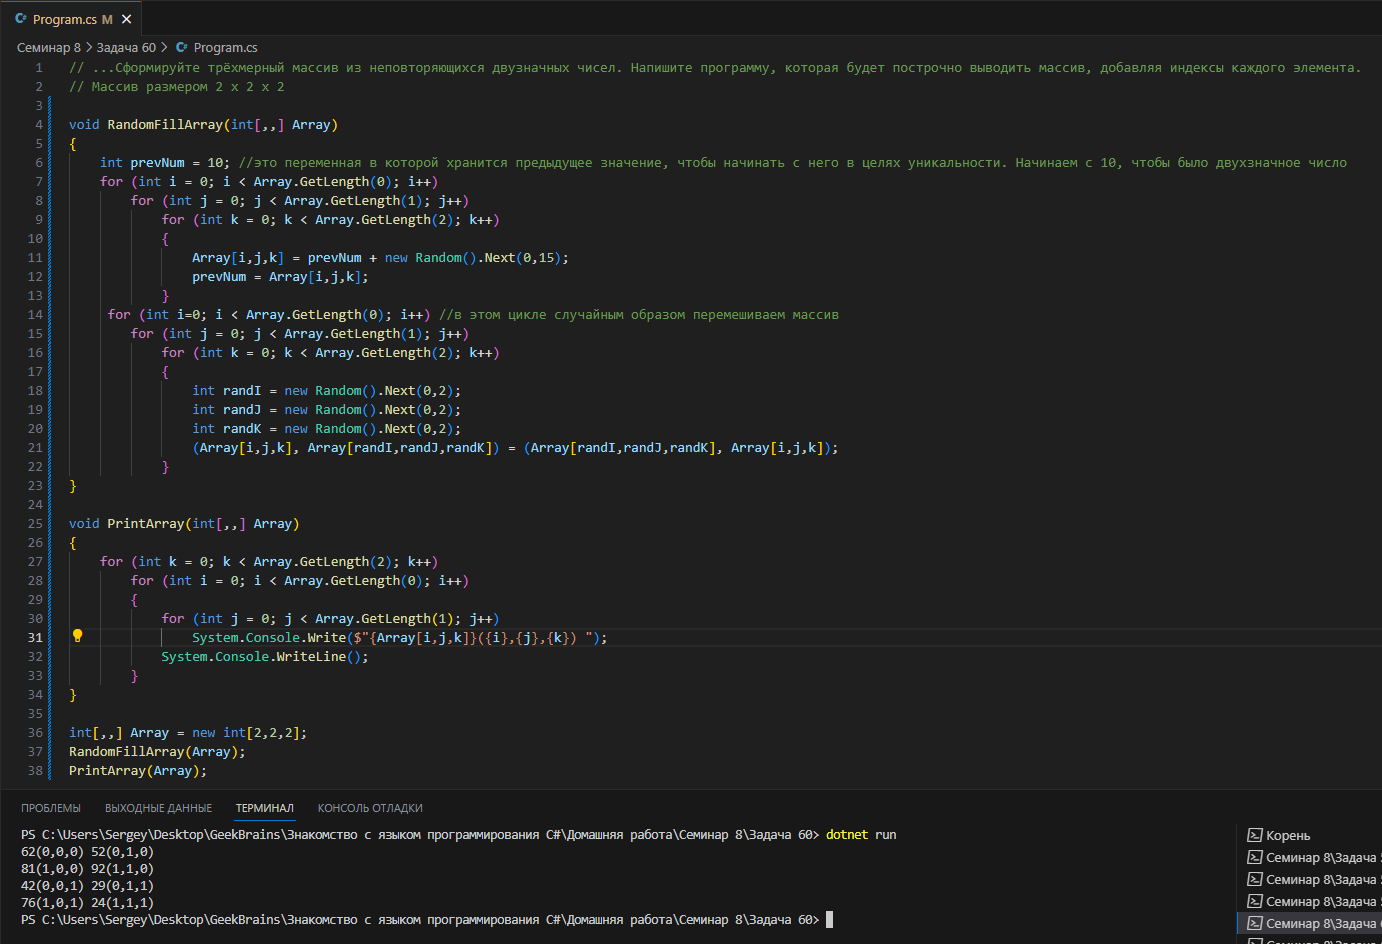 Program.cs M
Семинар 8 > Задача 60 > Program.cs
1 // ...Сформируйте трёхмерный массив из неповторяющихся двузначных чисел. Напишите программу, которая будет построчно выводить массив, добавляя индексы каждого элемента.
2 // Массив размером 2 x 2 x 2
3
4 void RandomFillArray(int[,,] Array)
5 {
6     int prevNum = 10; //это переменная в которой хранится предыдущее значение, чтобы начинать с него в целях уникальности. Начинаем с 10, чтобы было двухзначное число
7     for (int i = 0; i < Array.GetLength(0); i++)
8         for (int j = 0; j < Array.GetLength(1); j++)
9             for (int k = 0; k < Array.GetLength(2); k++)
10             {
11                 Array[i,j,k] = prevNum + new Random().Next(0,15);
12                 prevNum = Array[i,j,k];
13             }
14      for (int i=0; i < Array.GetLength(0); i++) //в этом цикле случайным образом перемешиваем массив
15         for (int j = 0; j < Array.GetLength(1); j++)
16             for (int k = 0; k < Array.GetLength(2); k++)
17             {
18                 int randI = new Random().Next(0,2);
19                 int randJ = new Random().Next(0,2);
20                 int randK = new Random().Next(0,2);
21                 (Array[i,j,k], Array[randI,randJ,randK]) = (Array[randI,randJ,randK], Array[i,j,k]);
22             }
23 }
24
25 void PrintArray(int[,,] Array)
26 {
27     for (int k = 0; k < Array.GetLength(2); k++)
28         for (int i = 0; i < Array.GetLength(0); i++)
29         {
30             for (int j = 0; j < Array.GetLength(1); j++)
31                 System.Console.Write($"{Array[i,j,k]}({i},{j},{k}) ");
32             System.Console.WriteLine();
33         }
34 }
35
36 int[,,] Array = new int[2,2,2];
37 RandomFillArray(Array);
38 PrintArray(Array);
ПРОБЛЕМЫ ВЫХОДНЫЕ ДАННЫЕ ТЕРМИНАЛ КОНСОЛЬ ОТЛАДКИ
PS C:\Users\Sergey\Desktop\GeekBrains\Знакомство с языком программирования C#\Домашняя работа\Семинар 8\Задача 60> dotnet run
62(0,0,0) 52(0,1,0)
81(1,0,0) 92(1,1,0)
42(0,0,1) 29(0,1,1)
76(1,0,1) 24(1,1,1)
PS C:\Users\Sergey\Desktop\GeekBrains\Знакомство с языком программирования C#\Домашняя работа\Семинар 8\Задача 60>
Корень
Семинар 8\Задача
Семинар 8\Задача
Семинар 8\Задача
Семинар 8\Задача